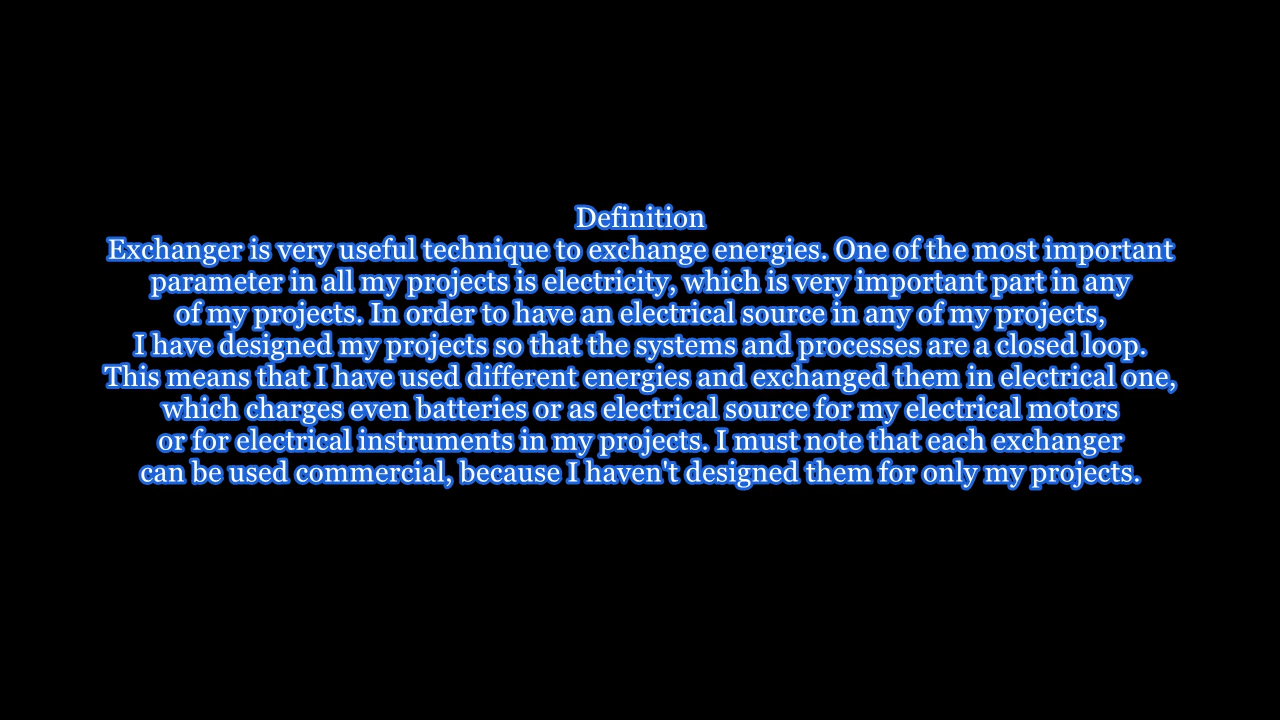 Definition
Exchanger is very useful technique to exchange energies. One of the most important
parameter in all my projects is electricity, which is very important part in any
of my projects. In order to have an electrical source in any of my projects,
I have designed my projects so that the systems and processes are a closed loop.
This means that I have used different energies and exchanged them in electrical one,
which charges even batteries or as electrical source for my electrical motors
or for electrical instruments in my projects. I must note that each exchanger
can be used commercial, because I haven't designed them for only my projects.